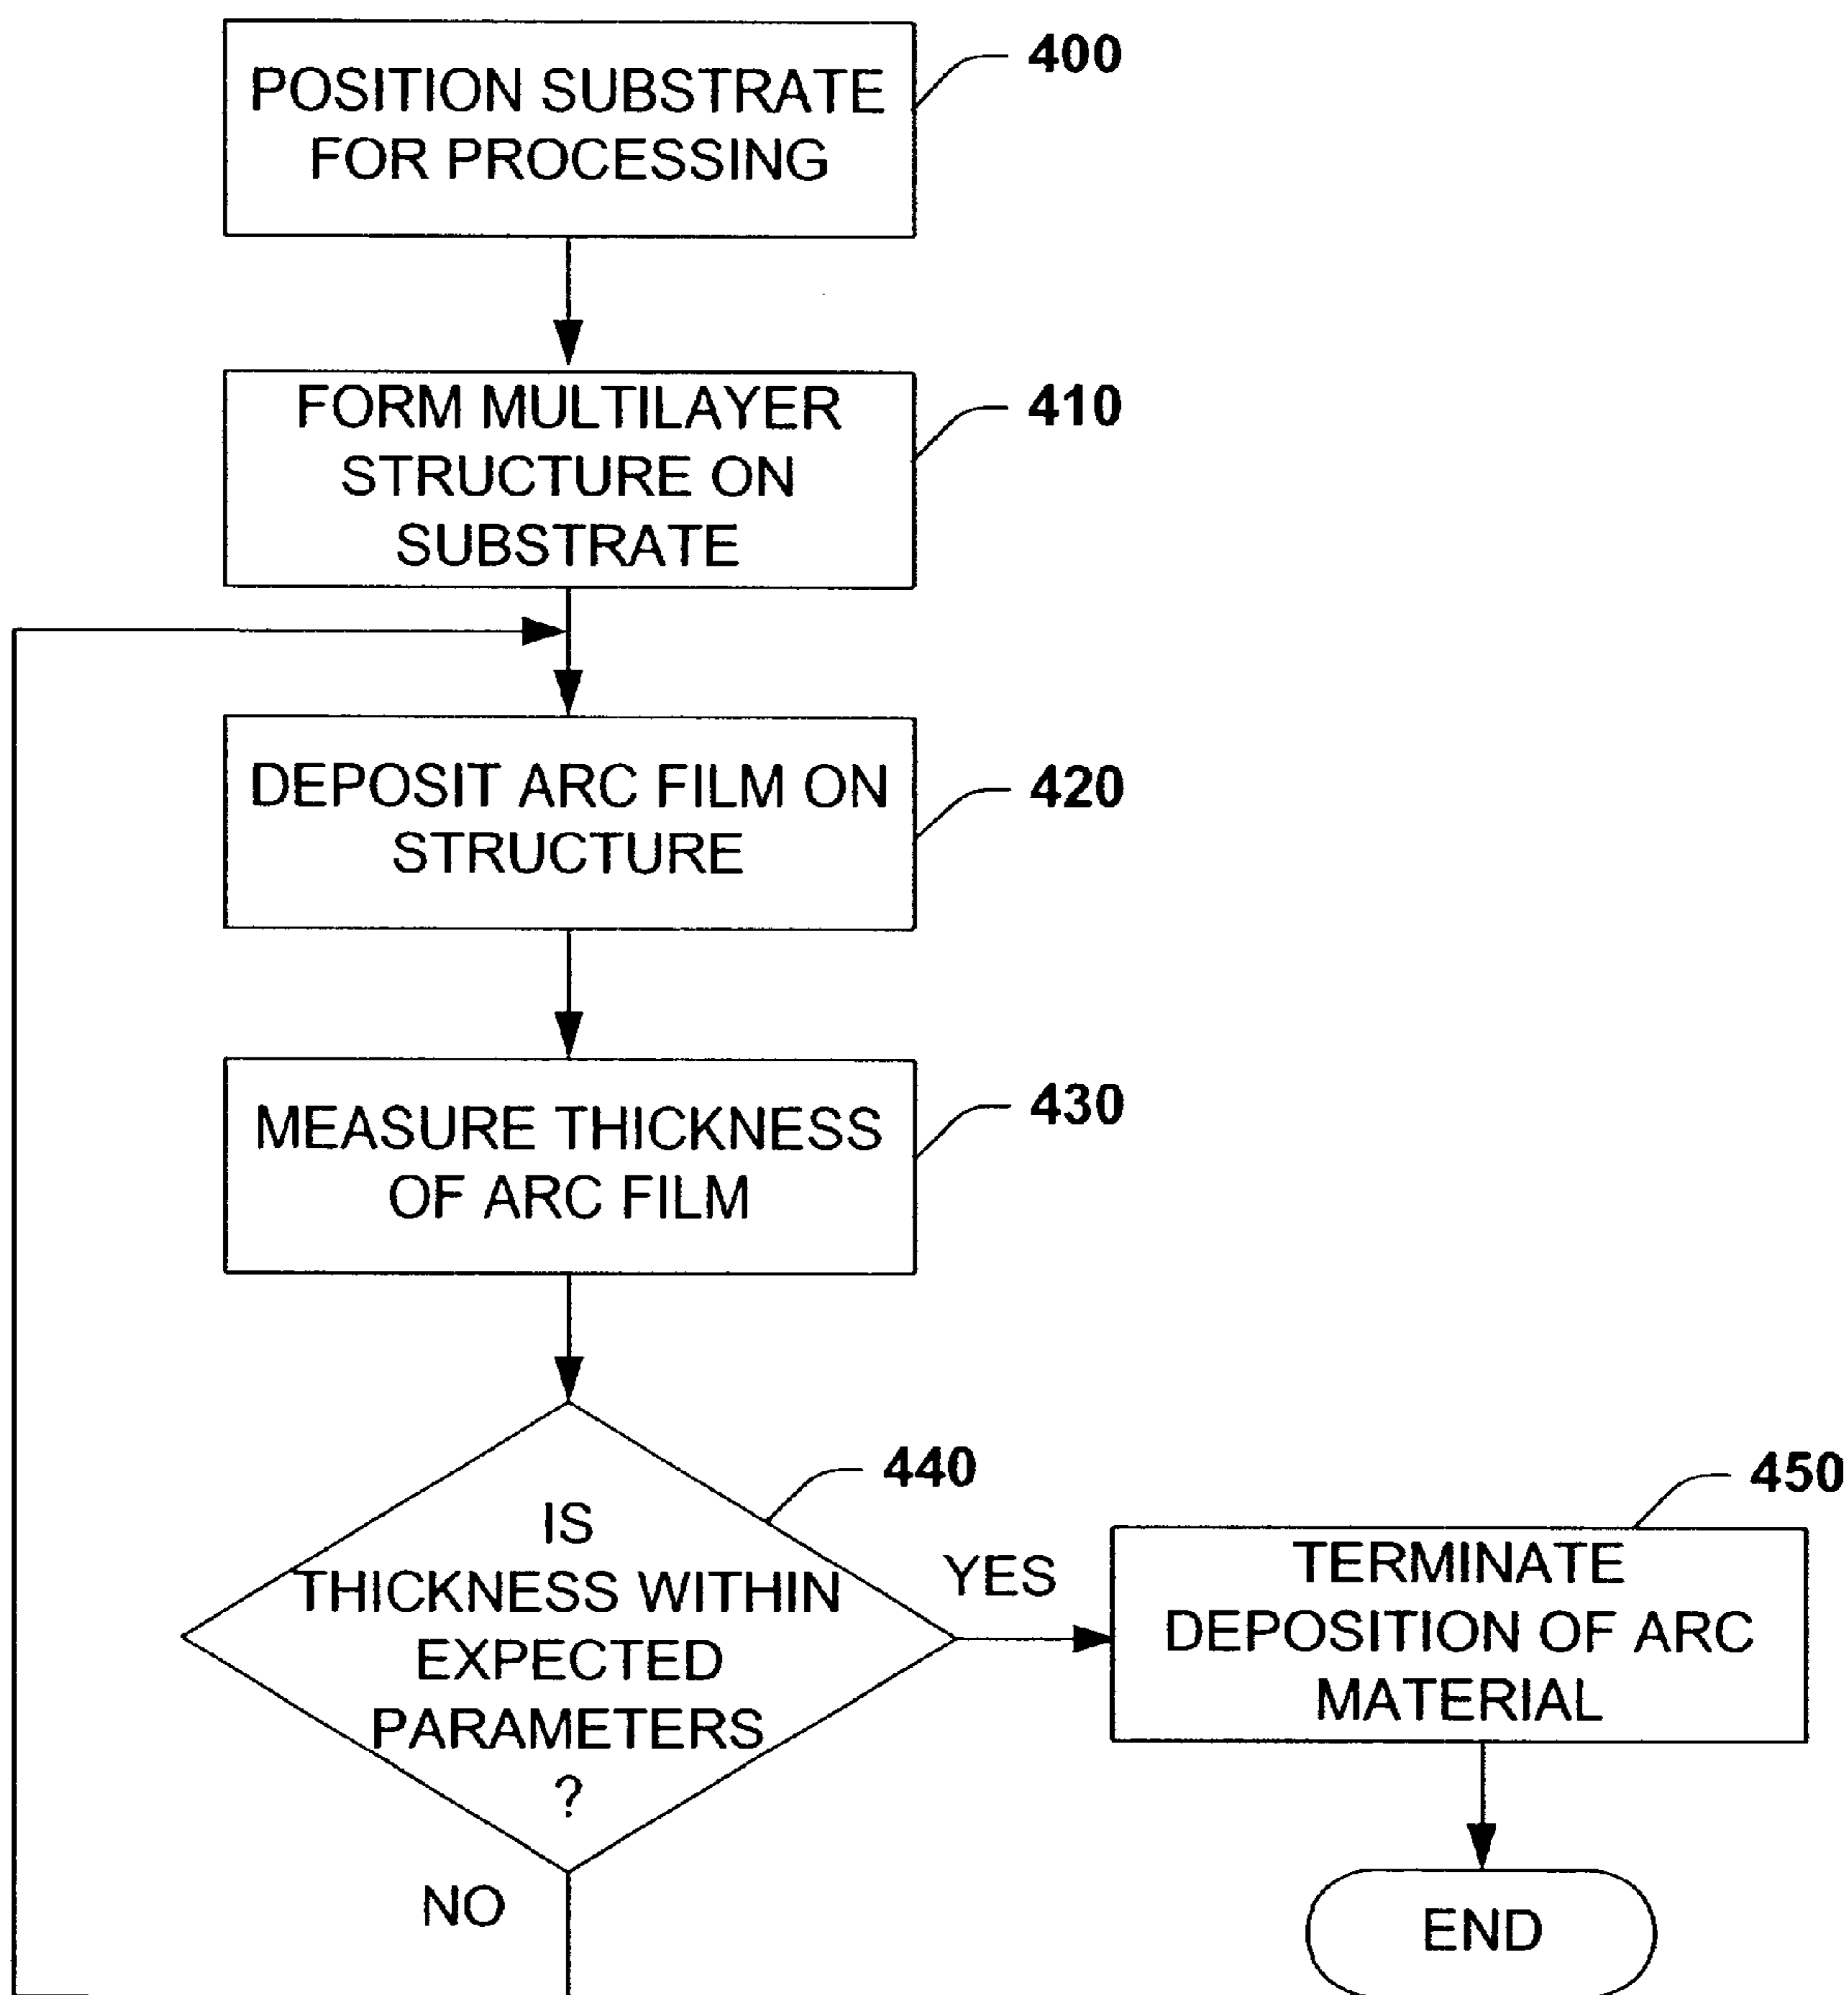 POSITION SUBSTRATE
FOR PROCESSING
400
FORM MULTILAYER
STRUCTURE ON
SUBSTRATE
410
DEPOSIT ARC FILM ON
STRUCTURE
420
MEASURE THICKNESS
OF ARC FILM
430
IS
THICKNESS WITHIN
EXPECTED
PARAMETERS
?
440
YES
NO
TERMINATE
DEPOSITION OF ARC
MATERIAL
450
END